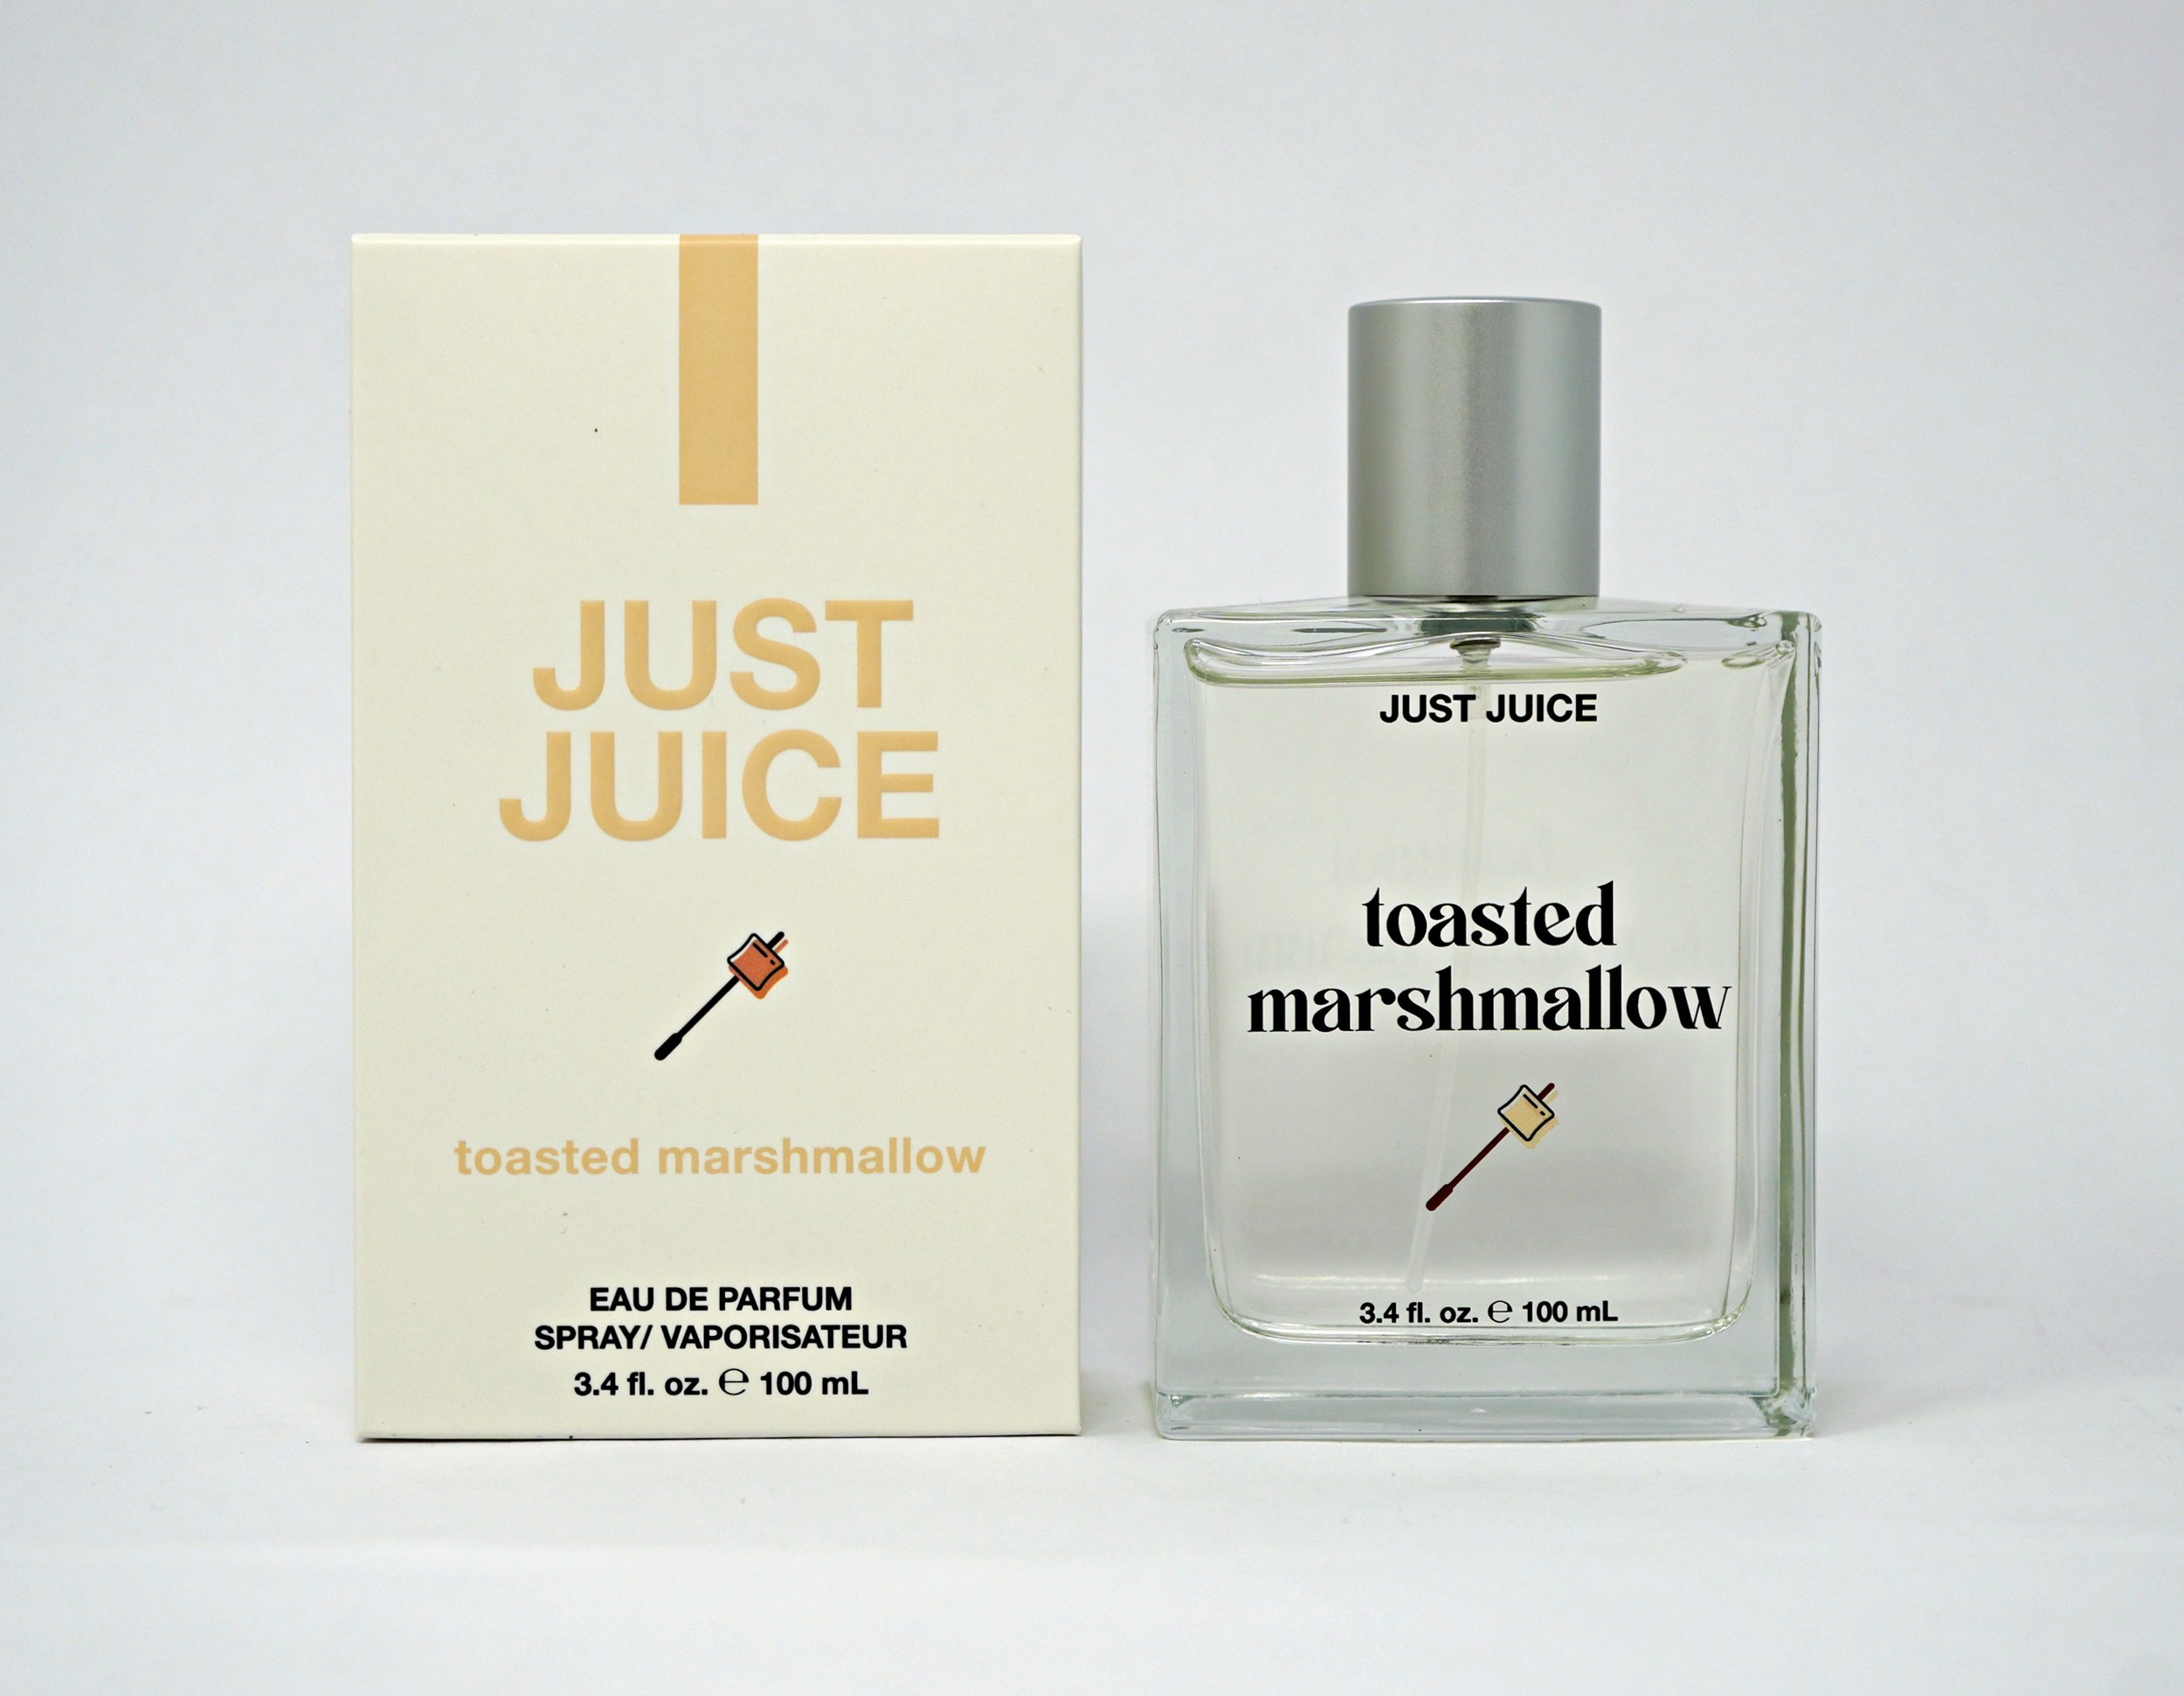 JUST
JUICE
toasted marshmallow
EAU DE PARFUM
SPRAY/ VAPORISATEUR
3.4 fl. oz. ℮ 100 mL
JUST JUICE
toasted
marshmallow
3.4 fl. oz. ℮ 100 mL